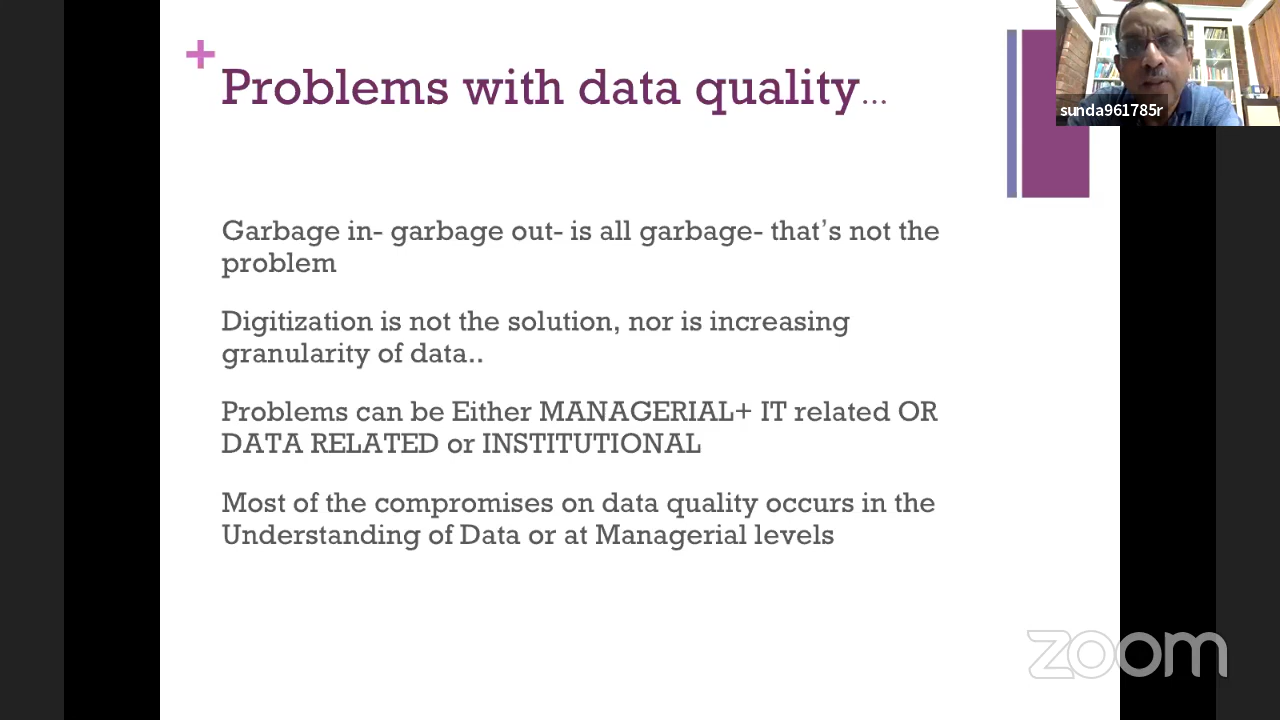 +
Problems with data quality...
sunda961785r
Garbage in- garbage out- is all garbage- that’s not the
problem
Digitization is not the solution, nor is increasing
granularity of data..
Problems can be Either MANAGERIAL+ IT related OR
DATA RELATED or INSTITUTIONAL
Most of the compromises on data quality occurs in the
Understanding of Data or at Managerial levels
zoom